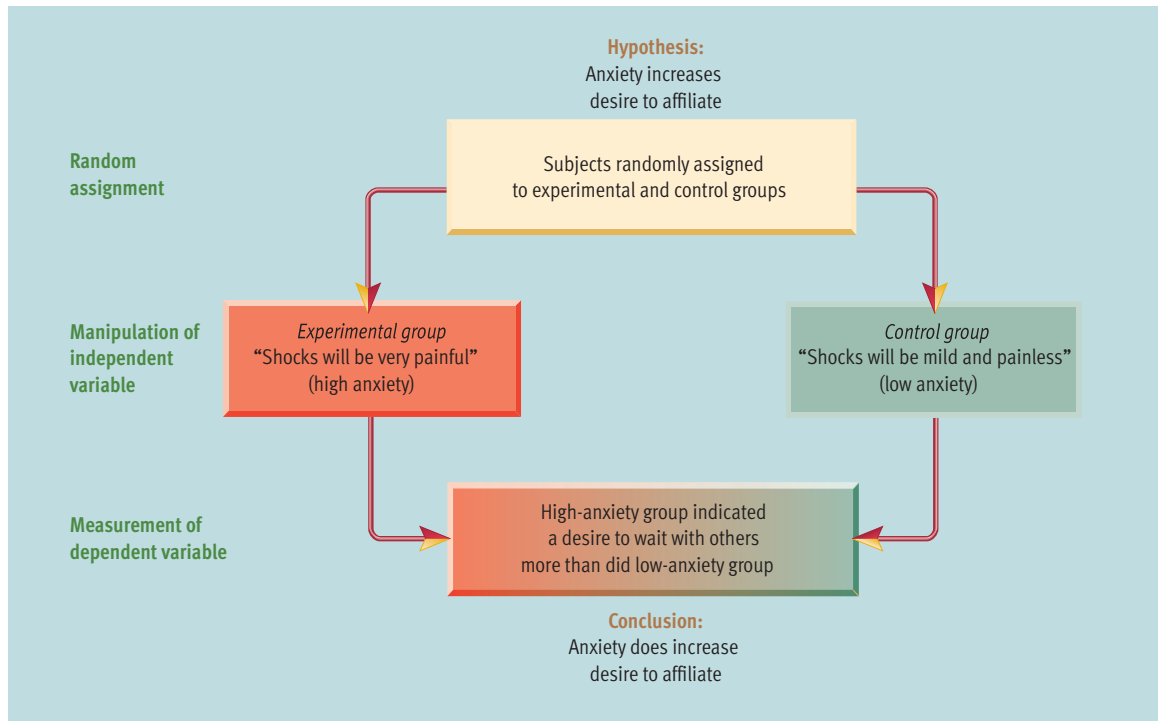 Hypothesis:
Anxiety increases
desire to affiliate
Random
assignment
Subjects randomly assigned
to experimental and control groups
Manipulation of
independent
variable
Experimental group
“Shocks will be very painful”
(high anxiety)
Control group
“Shocks will be mild and painless”
(low anxiety)
Measurement of
dependent variable
High-anxiety group indicated
a desire to wait with others
more than did low-anxiety group
Conclusion:
Anxiety does increase
desire to affiliate